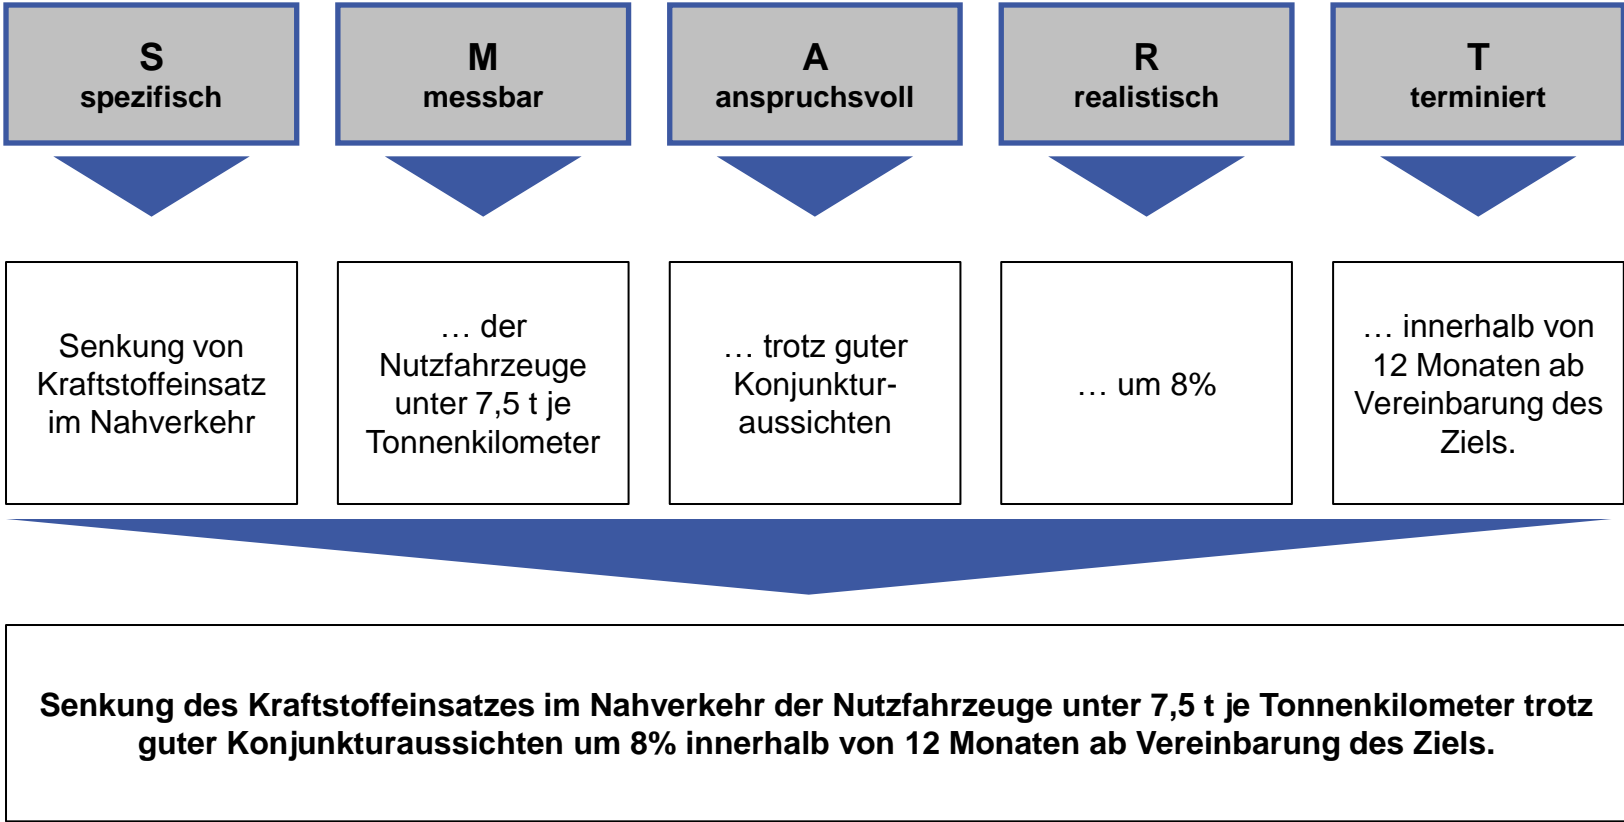 S
spezifisch
M
messbar
A
anspruchsvoll
R
realistisch
T
terminiert
Senkung von
Kraftstoffeinsatz
im Nahverkehr
… der
Nutzfahrzeuge
unter 7,5 t je
Tonnenkilometer
… trotz guter
Konjunktur-
aussichten
… um 8%
… innerhalb von
12 Monaten ab
Vereinbarung des
Ziels.
Senkung des Kraftstoffeinsatzes im Nahverkehr der Nutzfahrzeuge unter 7,5 t je Tonnenkilometer trotz
guter Konjunkturaussichten um 8% innerhalb von 12 Monaten ab Vereinbarung des Ziels.